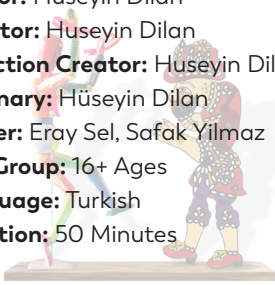 or: Huseyin Dilan
tor: Huseyin Dilan
ction Creator: Huseyin Dil
nary: Hüseyin Dilan
er: Eray Sel, Safak Yilmaz
Group: 16+ Ages
uage: Turkish
tion: 50 Minutes